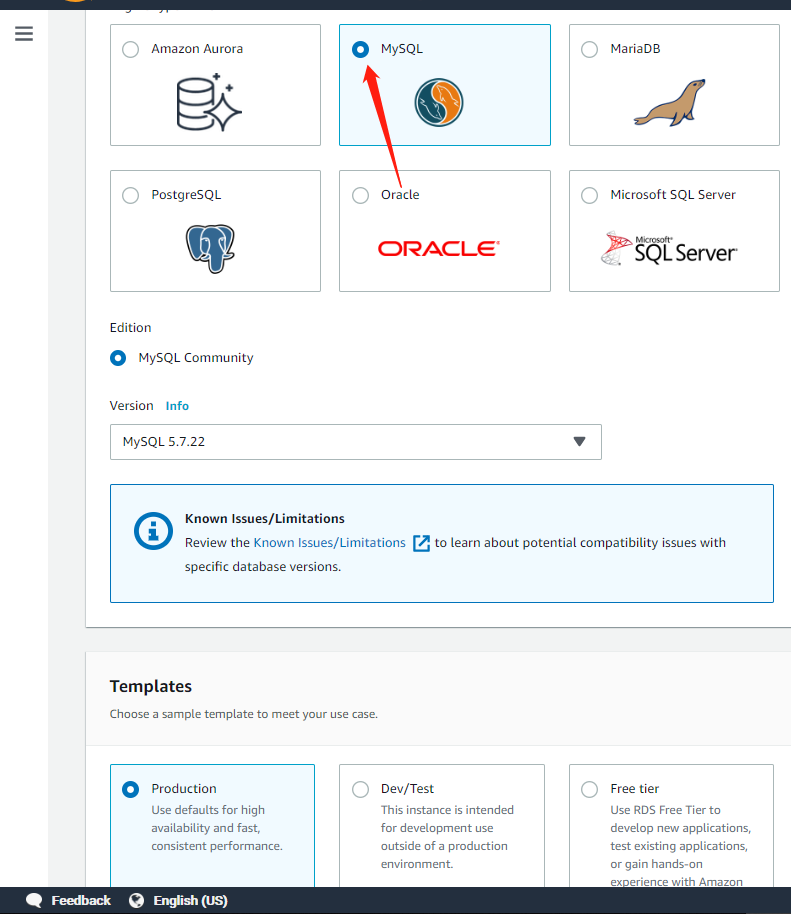 Amazon Aurora
MySQL
MariaDB
PostgreSQL
Oracle
Microsoft SQL Server
ORACLE
Microsoft®
SQL Server
Edition
MySQL Community
Version Info
MySQL 5.7.22
Known Issues/Limitations
Review the Known Issues/Limitations to learn about potential compatibility issues with
specific database versions.
Templates
Choose a sample template to meet your use case.
Production
Use defaults for high
availability and fast,
consistent performance.
Dev/Test
This instance is intended
for development use
outside of a production
environment.
Free tier
Use RDS Free Tier to
develop new applications,
test existing applications,
or gain hands-on
experience with Amazon
Feedback
English (US)